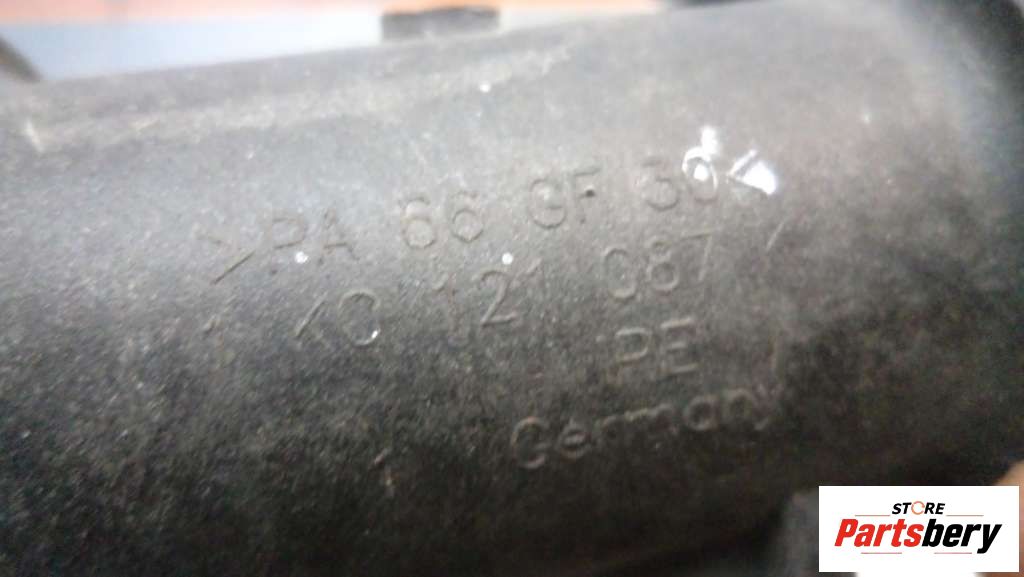 >PA 66 GF 30<
1K0 121 087
PE
Germany
STORE
Partsbery